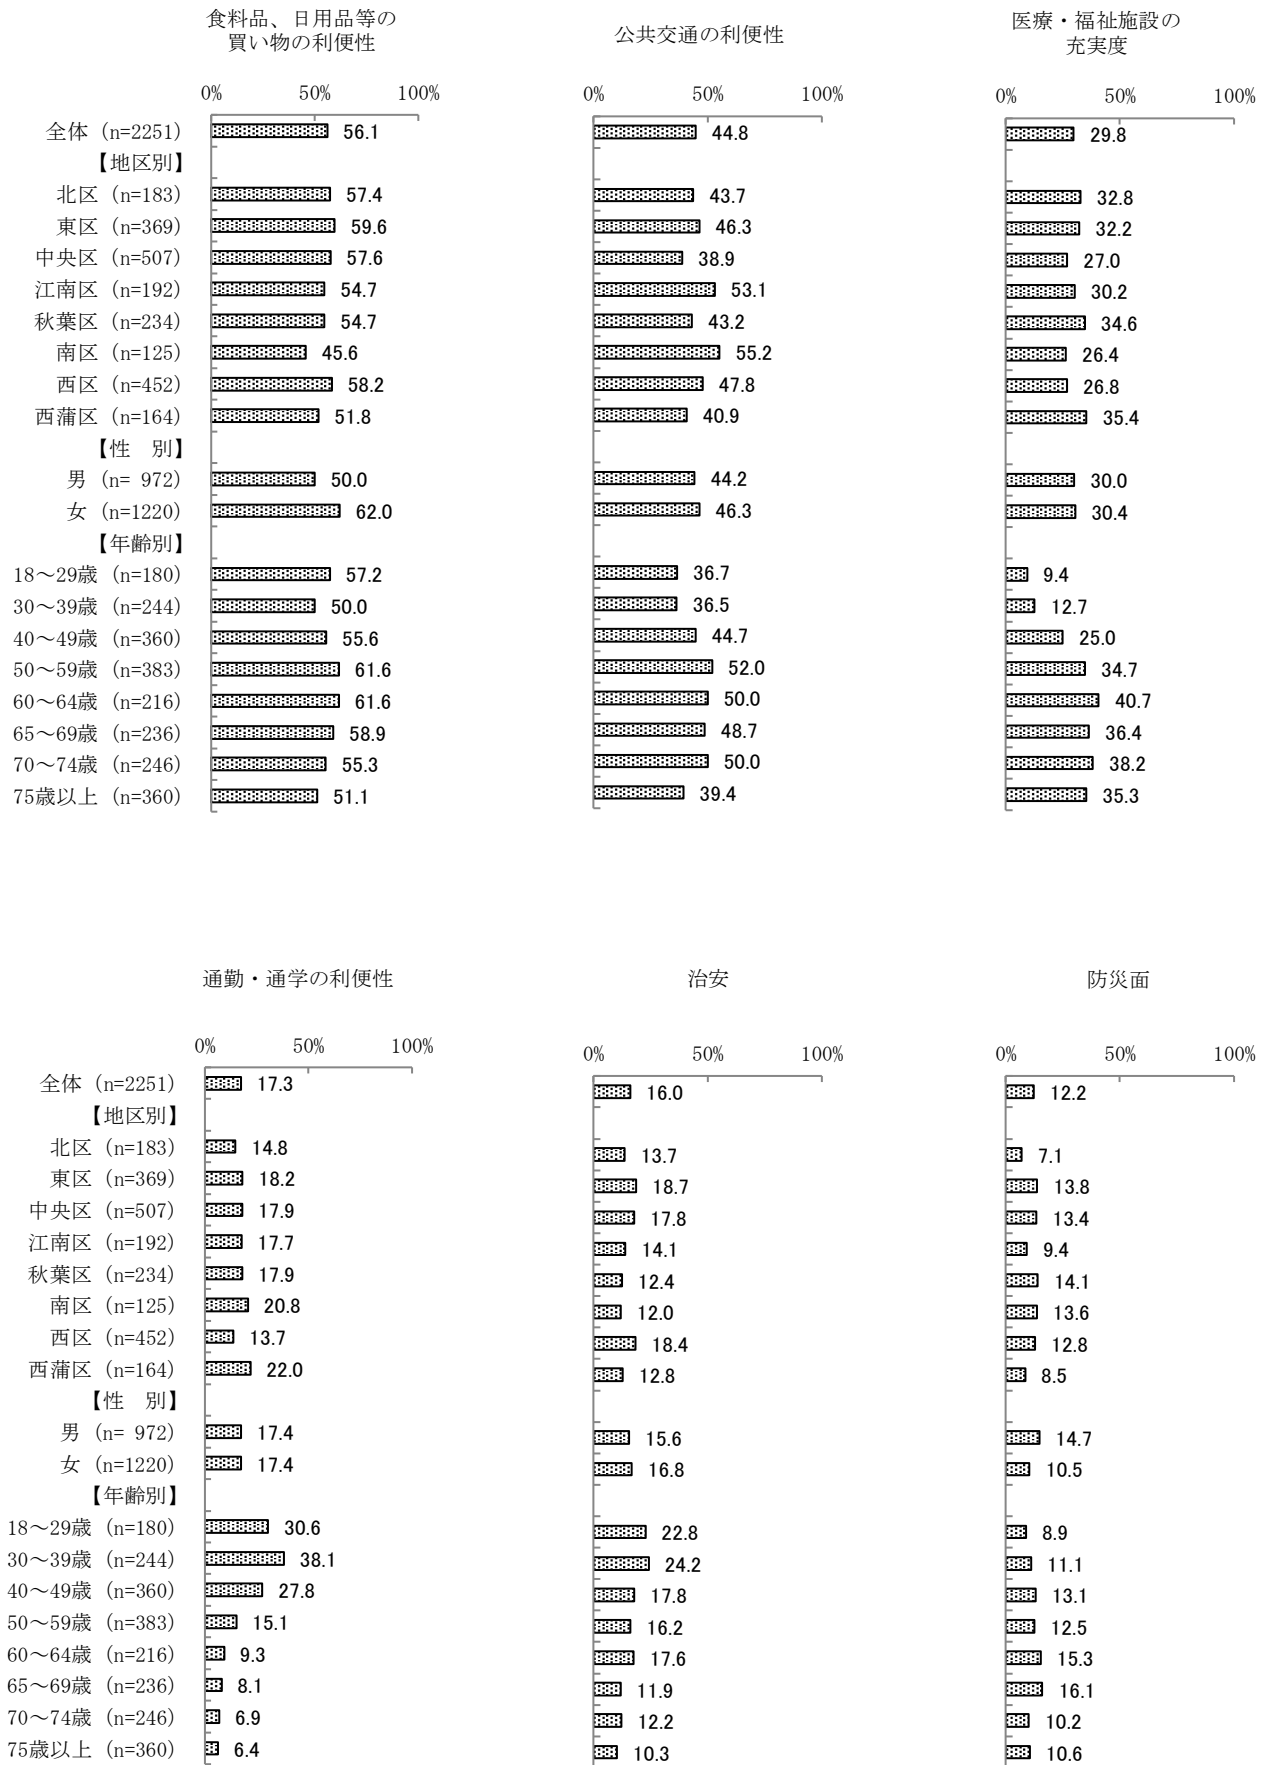 食料品、日用品等の
買い物の利便性
公共交通の利便性
医療・福祉施設の
充実度
0% 50% 100% 0% 50% 100% 0% 50% 100%
全体 (n=2251) 56.1 44.8 29.8
【地区別】
北区 (n=183) 57.4 43.7 32.8
東区 (n=369) 59.6 46.3 32.2
中央区 (n=507) 57.6 38.9 27.0
江南区 (n=192) 54.7 53.1 30.2
秋葉区 (n=234) 54.7 43.2 34.6
南区 (n=125) 45.6 55.2 26.4
西区 (n=452) 58.2 47.8 26.8
西蒲区 (n=164) 51.8 40.9 35.4
【性　別】
男 (n= 972) 50.0 44.2 30.0
女 (n=1220) 62.0 46.3 30.4
【年齢別】
18～29歳 (n=180) 57.2 36.7 9.4
30～39歳 (n=244) 50.0 36.5 12.7
40～49歳 (n=360) 55.6 44.7 25.0
50～59歳 (n=383) 61.6 52.0 34.7
60～64歳 (n=216) 61.6 50.0 40.7
65～69歳 (n=236) 58.9 48.7 36.4
70～74歳 (n=246) 55.3 50.0 38.2
75歳以上 (n=360) 51.1 39.4 35.3
通勤・通学の利便性 治安 防災面
0% 50% 100% 0% 50% 100% 0% 50% 100%
全体 (n=2251) 17.3 16.0 12.2
【地区別】
北区 (n=183) 14.8 13.7 7.1
東区 (n=369) 18.2 18.7 13.8
中央区 (n=507) 17.9 17.8 13.4
江南区 (n=192) 17.7 14.1 9.4
秋葉区 (n=234) 17.9 12.4 14.1
南区 (n=125) 20.8 12.0 13.6
西区 (n=452) 13.7 18.4 12.8
西蒲区 (n=164) 22.0 12.8 8.5
【性　別】
男 (n= 972) 17.4 15.6 14.7
女 (n=1220) 17.4 16.8 10.5
【年齢別】
18～29歳 (n=180) 30.6 22.8 8.9
30～39歳 (n=244) 38.1 24.2 11.1
40～49歳 (n=360) 27.8 17.8 13.1
50～59歳 (n=383) 15.1 16.2 12.5
60～64歳 (n=216) 9.3 17.6 15.3
65～69歳 (n=236) 8.1 11.9 16.1
70～74歳 (n=246) 6.9 12.2 10.2
75歳以上 (n=360) 6.4 10.3 10.6